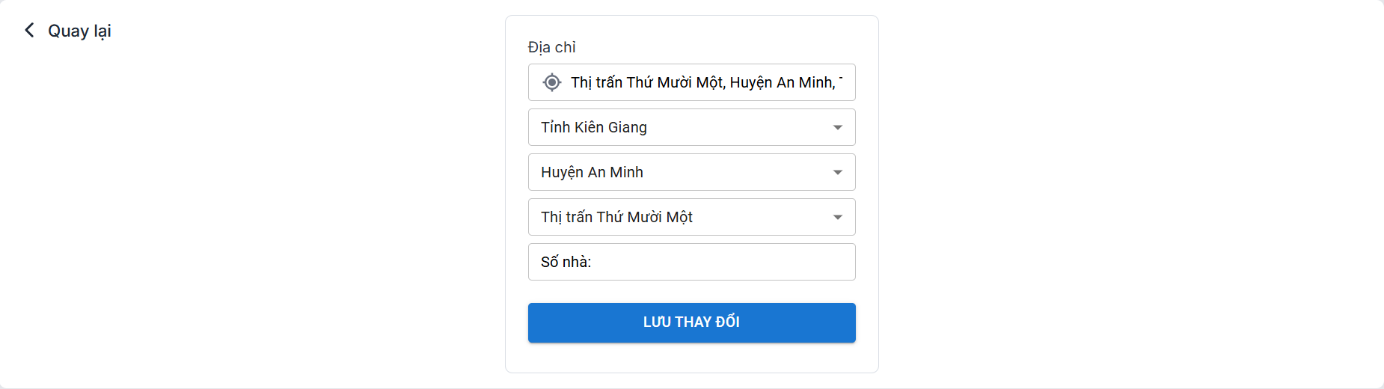 Quay lại
Địa chỉ
Thị trấn Thứ Mười Một, Huyện An Minh,
Tỉnh Kiên Giang
Huyện An Minh
Thị trấn Thứ Mười Một
Số nhà:
LƯU THAY ĐỔI